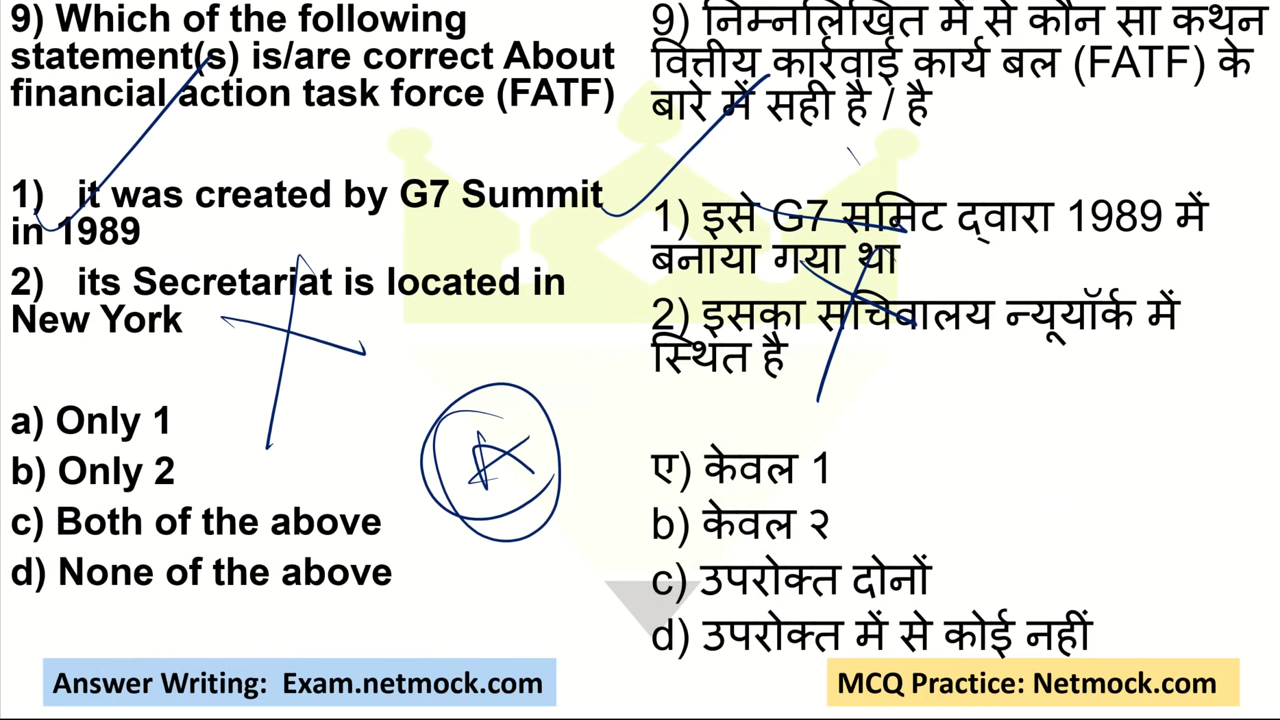 9) Which of the following
statement(s) is/are correct About
financial action task force (FATF)
1) it was created by G7 Summit
in 1989
2) its Secretariat is located in
New York
a) Only 1
b) Only 2
c) Both of the above
d) None of the above
A
9) निम्नलिखित में से कौन सा कथन
वित्तीय कार्रवाई कार्य बल (FATF) के
बारे में सही है / है
1) इसे G7 समिट द्वारा 1989 में
बनाया गया था
2) इसका सचिवालय न्यूयॉर्क में
स्थित है
ए) केवल 1
b) केवल २
c) उपरोक्त दोनों
d) उपरोक्त में से कोई नहीं
Answer Writing: Exam.netmock.com
MCQ Practice: Netmock.com